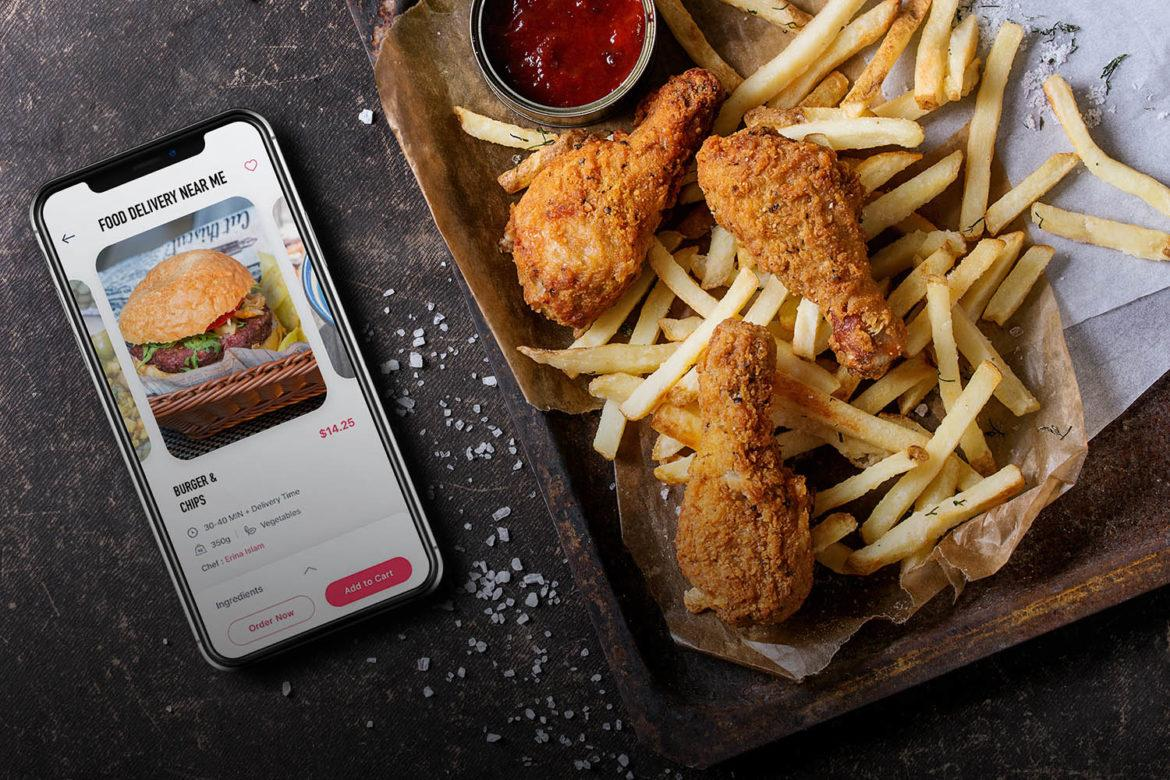 FOOD DELIVERY NEAR ME
$14.25
BURGER &
CHIPS
30-40 MIN + Delivery Time
350g
Vegetables
Chef : Erina Islam
Ingredients
Order Now
Add to Cart